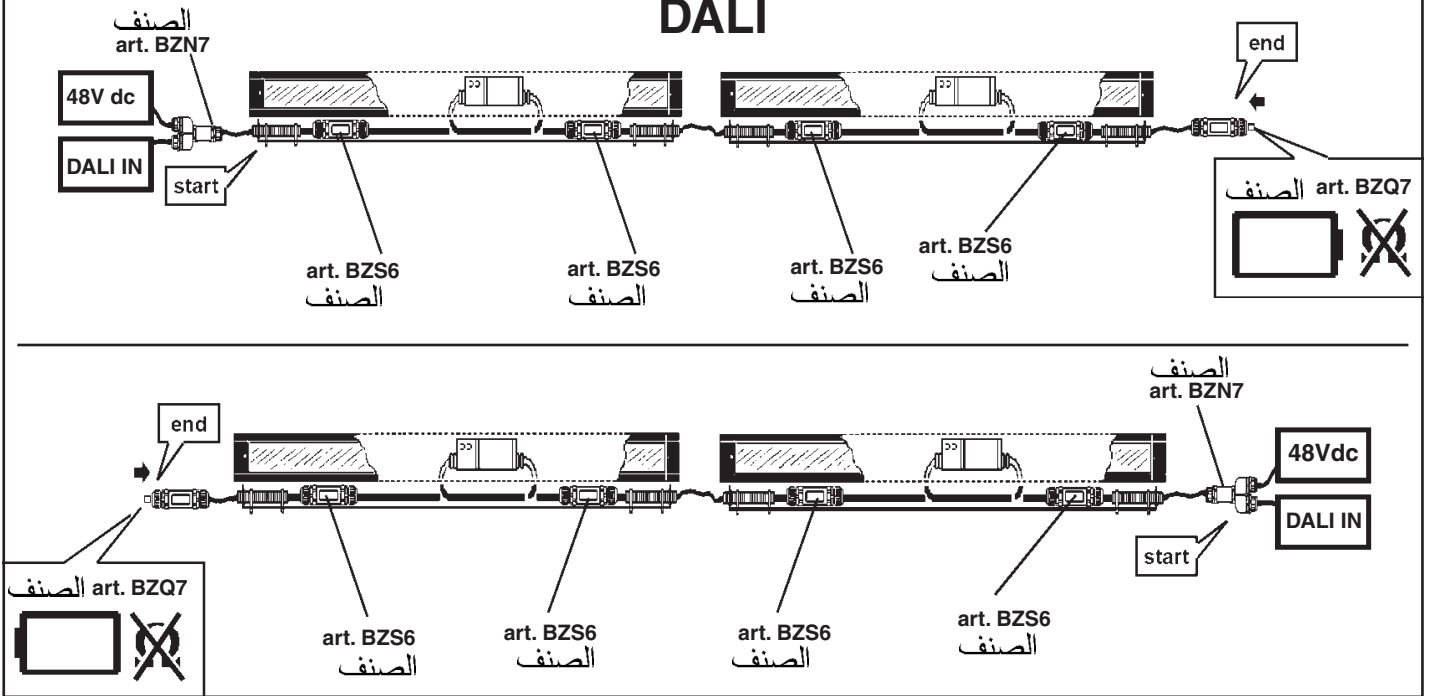 DALI
الصنف
art. BZN7
48V dc
DALI IN
start
end
الصنف art. BZQ7
art. BZS6
الصنف
art. BZS6
الصنف
art. BZS6
الصنف
art. BZS6
الصنف
الصنف
art. BZN7
end
48Vdc
DALI IN
start
الصنف art. BZQ7
art. BZS6
الصنف
art. BZS6
الصنف
art. BZS6
الصنف
art. BZS6
الصنف